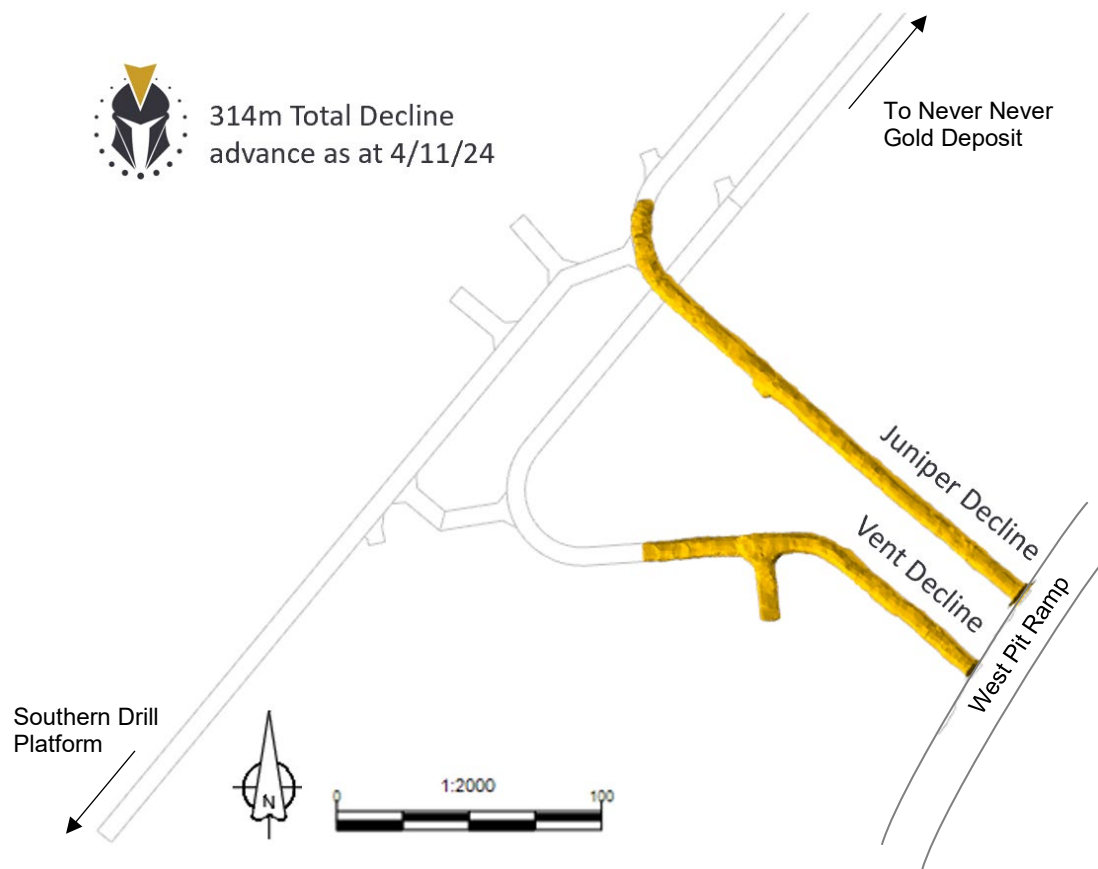 314m Total Decline
advance as at 4/11/24
To Never Never
Gold Deposit
Juniper Decline
Vent Decline
West Pit Ramp
Southern Drill
Platform
N
0
1:2000
100